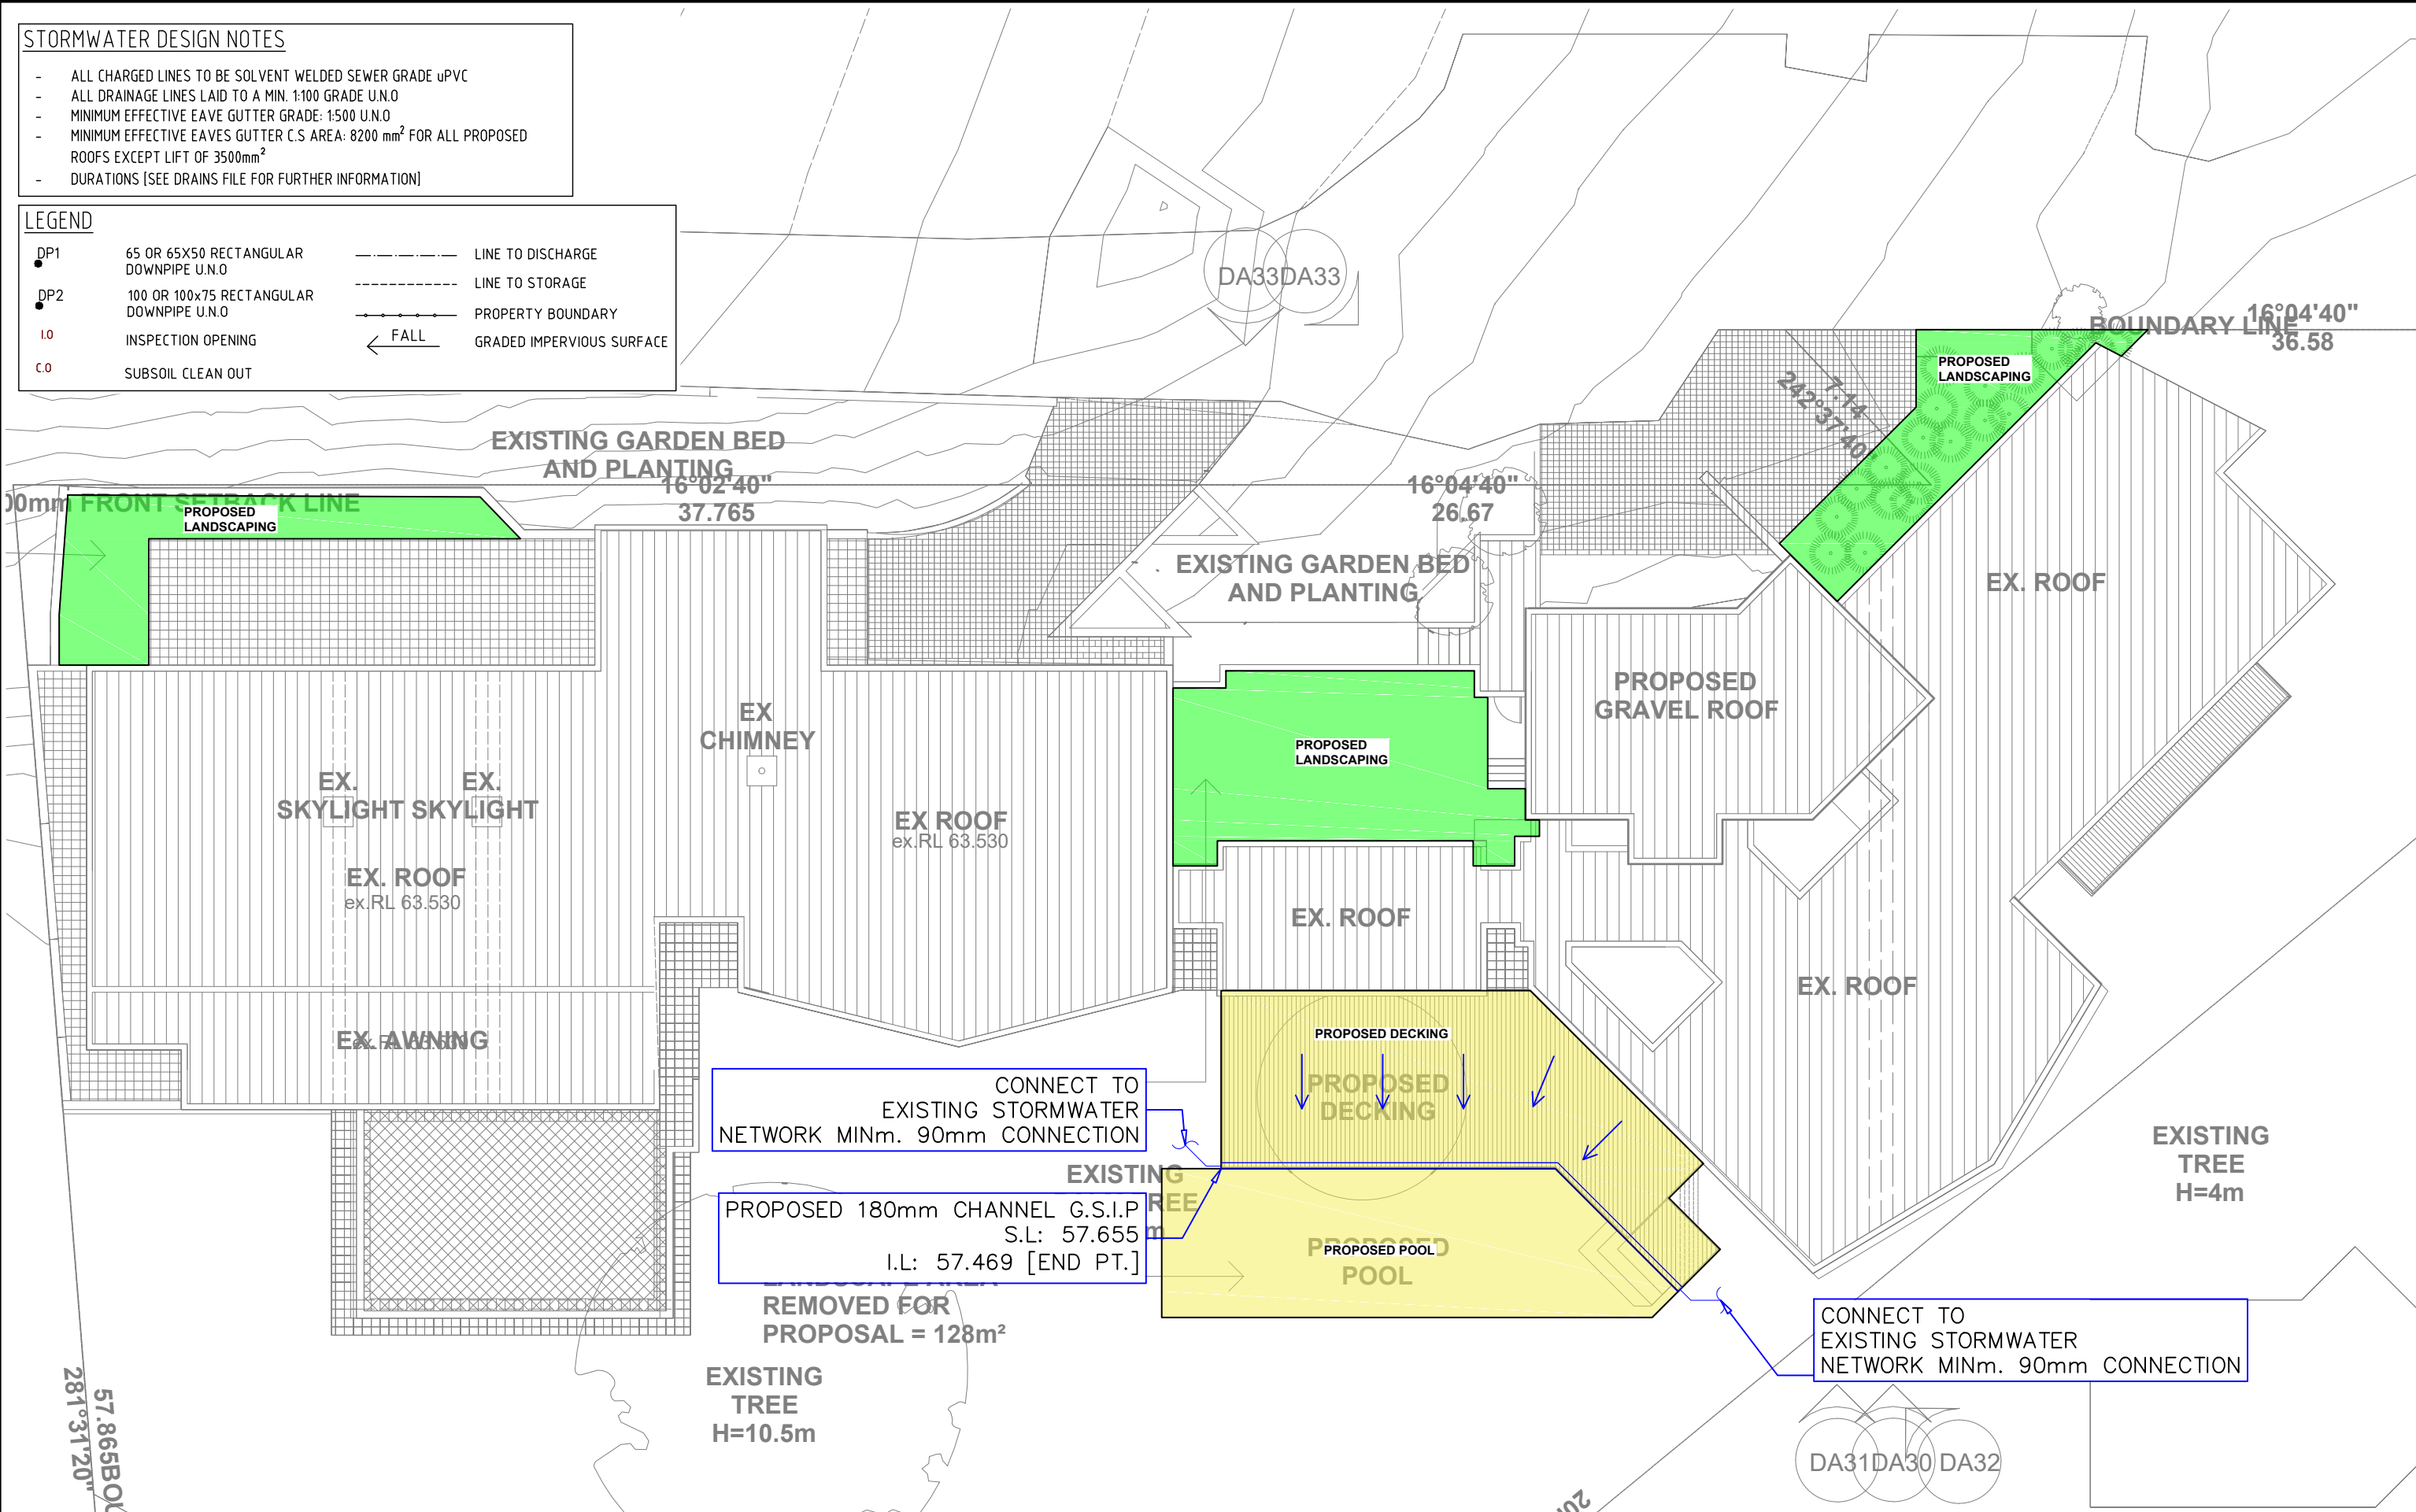 STORMWATER DESIGN NOTES
- ALL CHARGED LINES TO BE SOLVENT WELDED SEWER GRADE uPVC
- ALL DRAINAGE LINES LAID TO A MIN. 1:100 GRADE U.N.O
- MINIMUM EFFECTIVE EAVE GUTTER GRADE: 1:500 U.N.O
- MINIMUM EFFECTIVE EAVES GUTTER C.S AREA: 8200 mm² FOR ALL PROPOSED
ROOFS EXCEPT LIFT OF 3500mm²
- DURATIONS [SEE DRAINS FILE FOR FURTHER INFORMATION]
LEGEND
DP1
65 OR 65X50 RECTANGULAR
DOWNPIPE U.N.O
DP2
100 OR 100x75 RECTANGULAR
DOWNPIPE U.N.O
I.O
INSPECTION OPENING
C.O
SUBSOIL CLEAN OUT
LINE TO DISCHARGE
LINE TO STORAGE
PROPERTY BOUNDARY
FALL
GRADED IMPERVIOUS SURFACE
DA33 DA33
BOUNDARY LINE
16°04'40"
36.58
PROPOSED
LANDSCAPING
7.14
242°37'40"
EXISTING GARDEN BED
AND PLANTING
16°02'40"
37.765
16°04'40"
26.67
00mm FRONT SETBACK LINE
PROPOSED
LANDSCAPING
EXISTING GARDEN BED
AND PLANTING
EX. ROOF
PROPOSED
GRAVEL ROOF
EX
CHIMNEY
PROPOSED
LANDSCAPING
EX.
SKYLIGHT
EX.
SKYLIGHT
EX ROOF
ex.RL 63.530
EX. ROOF
ex.RL 63.530
EX. ROOF
EX. ROOF
EX. AWNING
PROPOSED DECKING
PROPOSED
DECKING
CONNECT TO
EXISTING STORMWATER
NETWORK MINm. 90mm CONNECTION
EXISTING
REE
m
PROPOSED 180mm CHANNEL G.S.I.P
S.L: 57.655
I.L: 57.469 [END PT.]
PROPOSED POOL
PROPOSED
POOL
LANDSCAPE AREA
REMOVED FOR
PROPOSAL = 128m²
EXISTING
TREE
H=10.5m
EXISTING
TREE
H=4m
CONNECT TO
EXISTING STORMWATER
NETWORK MINm. 90mm CONNECTION
281°31'20"
57.865BOU
DA31 DA30 DA32